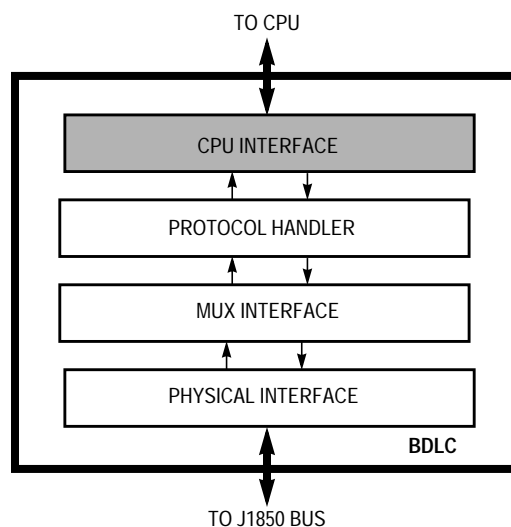 TO CPU
CPU INTERFACE
PROTOCOL HANDLER
MUX INTERFACE
PHYSICAL INTERFACE
BDLC
TO J1850 BUS